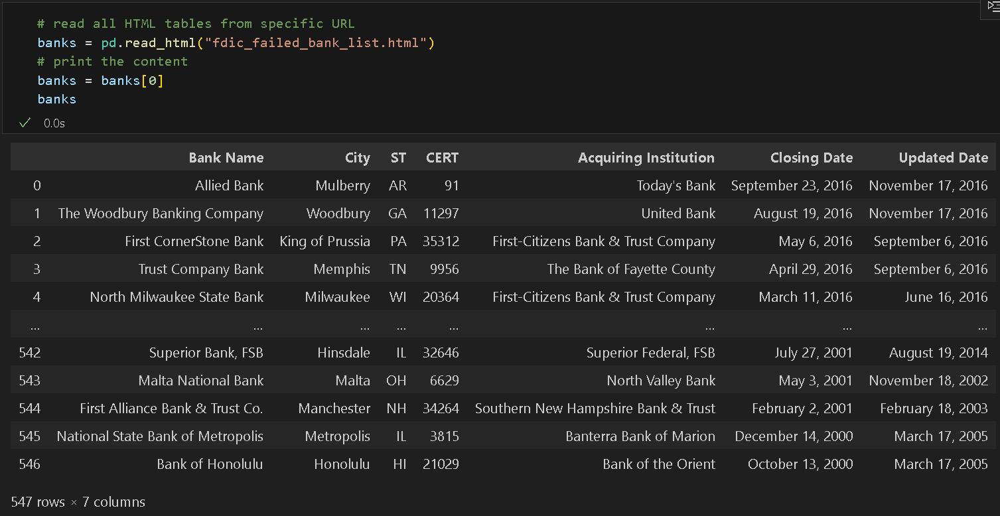 # read all HTML tables from specific URL
banks = pd.read_html("fdic_failed_bank_list.html")
# print the content
banks = banks[0]
banks
0.0s
Bank Name City ST CERT Acquiring Institution Closing Date Updated Date
0 Allied Bank Mulberry AR 91 Today's Bank September 23, 2016 November 17, 2016
1 The Woodbury Banking Company Woodbury GA 11297 United Bank August 19, 2016 November 17, 2016
2 First CornerStone Bank King of Prussia PA 35312 First-Citizens Bank & Trust Company May 6, 2016 September 6, 2016
3 Trust Company Bank Memphis TN 9956 The Bank of Fayette County April 29, 2016 September 6, 2016
4 North Milwaukee State Bank Milwaukee WI 20364 First-Citizens Bank & Trust Company March 11, 2016 June 16, 2016
... ... ... ... ... ... ... ...
542 Superior Bank, FSB Hinsdale IL 32646 Superior Federal, FSB July 27, 2001 August 19, 2014
543 Malta National Bank Malta OH 6629 North Valley Bank May 3, 2001 November 18, 2002
544 First Alliance Bank & Trust Co. Manchester NH 34264 Southern New Hampshire Bank & Trust February 2, 2001 February 18, 2003
545 National State Bank of Metropolis Metropolis IL 3815 Banterra Bank of Marion December 14, 2000 March 17, 2005
546 Bank of Honolulu Honolulu HI 21029 Bank of the Orient October 13, 2000 March 17, 2005
547 rows × 7 columns